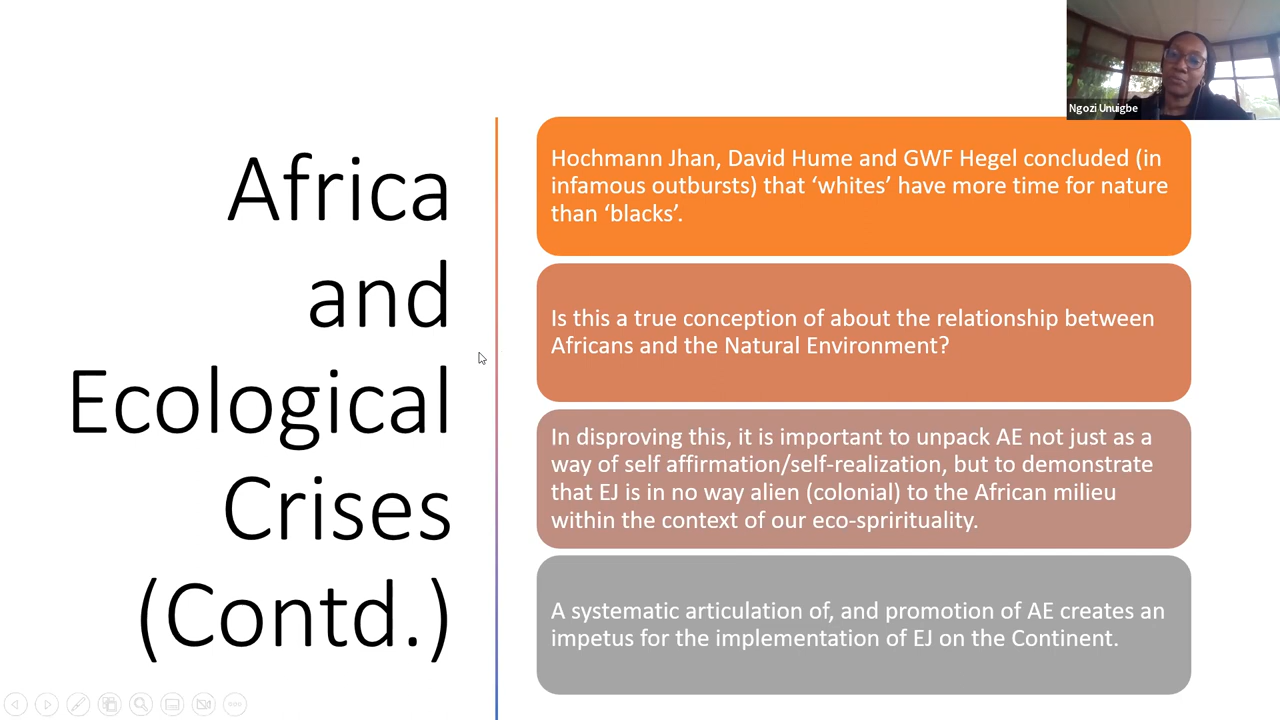 Ngozi Unuigbe
Africa
and
Ecological
Crises
(Contd.)
Hochmann Jhan, David Hume and GWF Hegel concluded (in
infamous outbursts) that ‘whites’ have more time for nature
than ‘blacks’.
Is this a true conception of about the relationship between
Africans and the Natural Environment?
In disproving this, it is important to unpack AE not just as a
way of self affirmation/self-realization, but to demonstrate
that EJ is in no way alien (colonial) to the African milieu
within the context of our eco-sprirituality.
A systematic articulation of, and promotion of AE creates an
impetus for the implementation of EJ on the Continent.